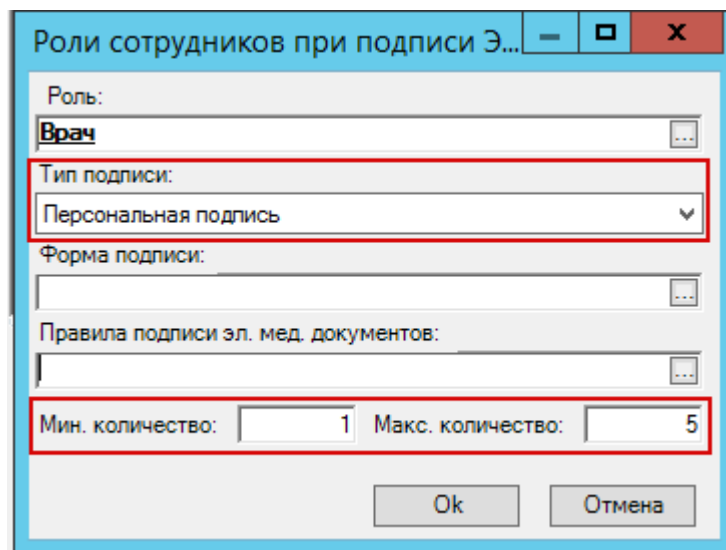 Роли сотрудников при подписи Э...
Роль:
Врач
Тип подписи:
Персональная подпись
Форма подписи:
Правила подписи эл. мед. документов:
Мин. количество: 1 Макс. количество: 5
Ok Отмена